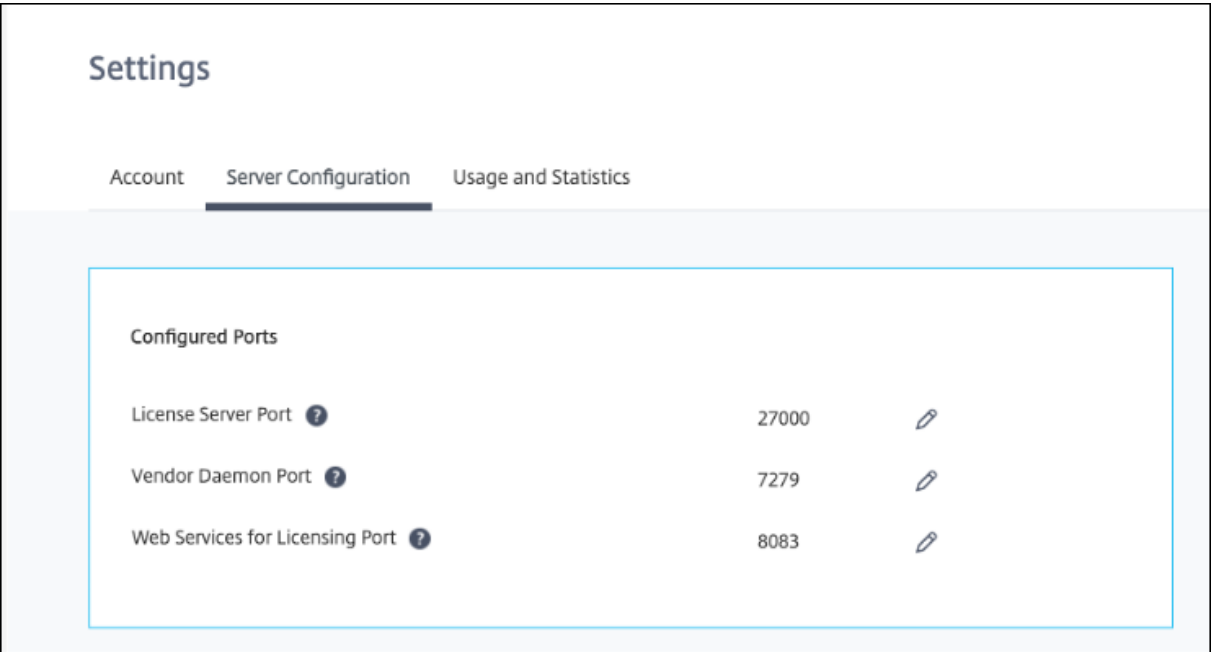 Settings
Account Server Configuration Usage and Statistics
Configured Ports
License Server Port ? 27000
Vendor Daemon Port ? 7279
Web Services for Licensing Port ? 8083